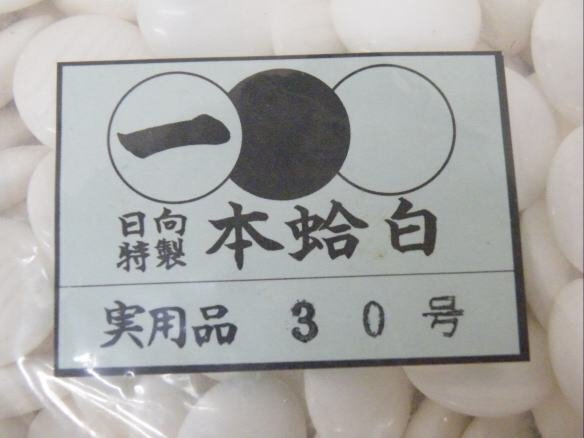 一
日向
特製
本蛤白
実用品 30号